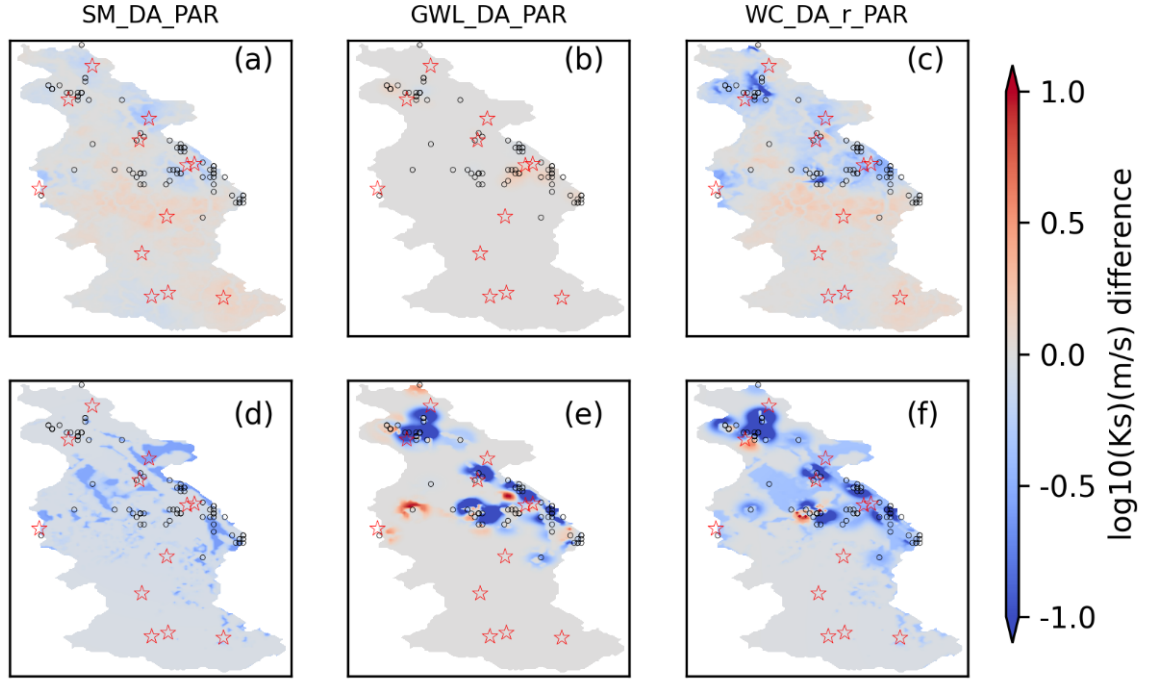 SM_DA_PAR GWL_DA_PAR WC_DA_r_PAR
(a) (b) (c)
1.0
0.5
0.0
-0.5
-1.0
log10(Ks)(m/s) difference
(d) (e) (f)